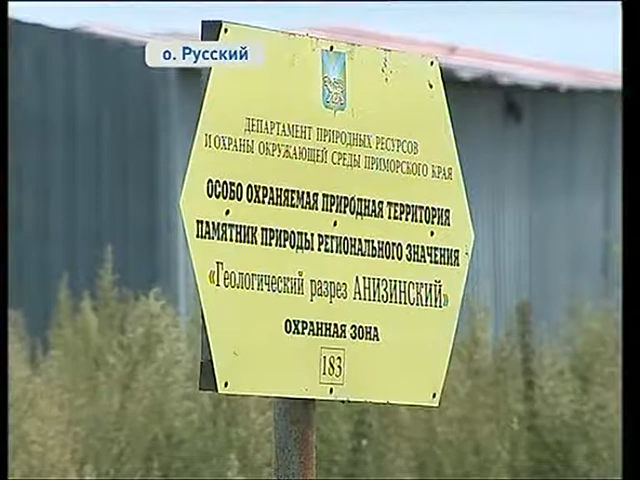 о. Русский
ДЕПАРТАМЕНТ ПРИРОДНЫХ РЕСУРСОВ
И ОХРАНЫ ОКРУЖАЮЩЕЙ СРЕДЫ ПРИМОРСКОГО КРАЯ
ОСОБО ОХРАНЯЕМАЯ ПРИРОДНАЯ ТЕРРИТОРИЯ
ПАМЯТНИК ПРИРОДЫ РЕГИОНАЛЬНОГО ЗНАЧЕНИЯ
«Геологический разрез АНИЗИНСКИЙ»
ОХРАННАЯ ЗОНА
183